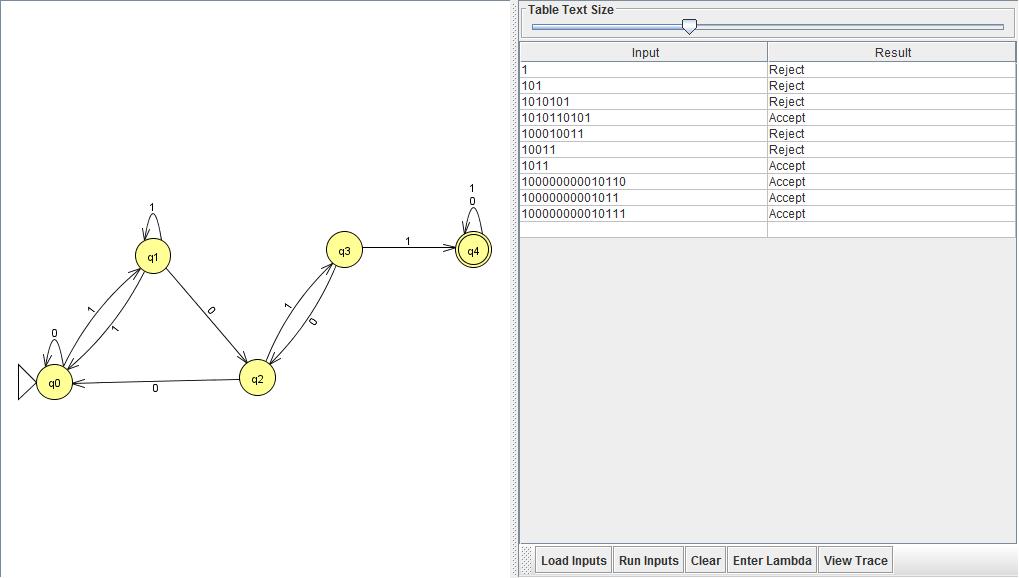 Table Text Size
Input Result
1 Reject
101 Reject
1010101 Reject
1010110101 Accept
100010011 Reject
10011 Reject
1011 Accept
100000000010110 Accept
10000000001011 Accept
100000000010111 Accept
1
0
1
q1
q3
1
q4
1
1
0
1
0
0
q0
0
q2
Load Inputs Run Inputs Clear Enter Lambda View Trace